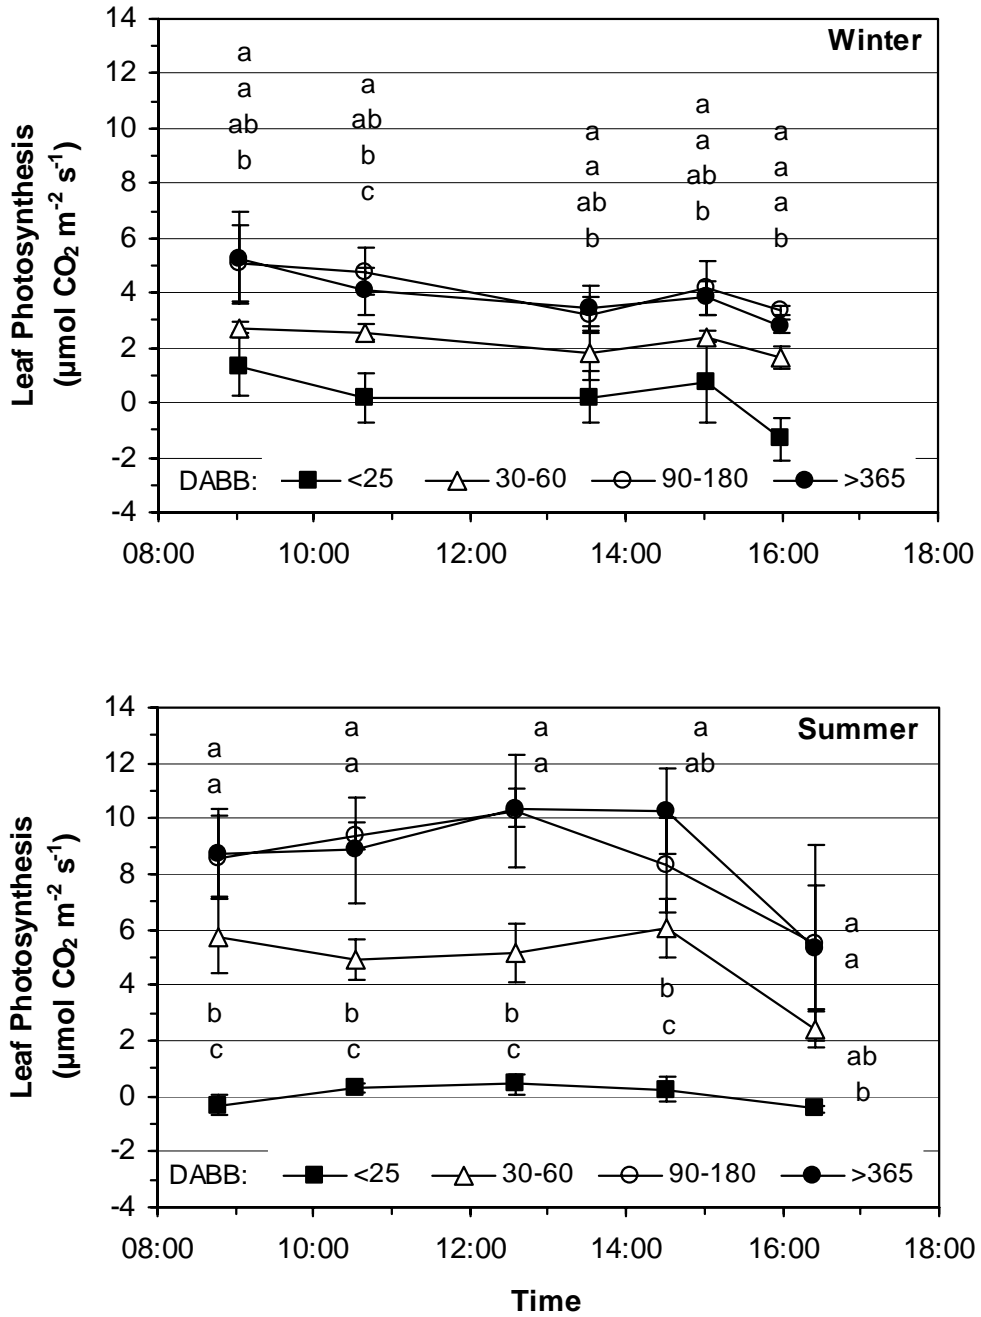 Winter
14
12
10
8
6
4
2
0
-2
-4
Leaf Photosynthesis
(µmol CO₂ m⁻² s⁻¹)
a
a
ab
b
a
ab
b
c
a
a
ab
b
a
a
ab
b
a
a
a
b
DABB: <25 30-60 90-180 >365
08:00 10:00 12:00 14:00 16:00 18:00
Summer
14
12
10
8
6
4
2
0
-2
-4
Leaf Photosynthesis
(µmol CO₂ m⁻² s⁻¹)
a
a
b
c
a
a
b
c
a
a
b
c
a
ab
b
c
a
a
ab
b
DABB: <25 30-60 90-180 >365
08:00 10:00 12:00 14:00 16:00 18:00
Time